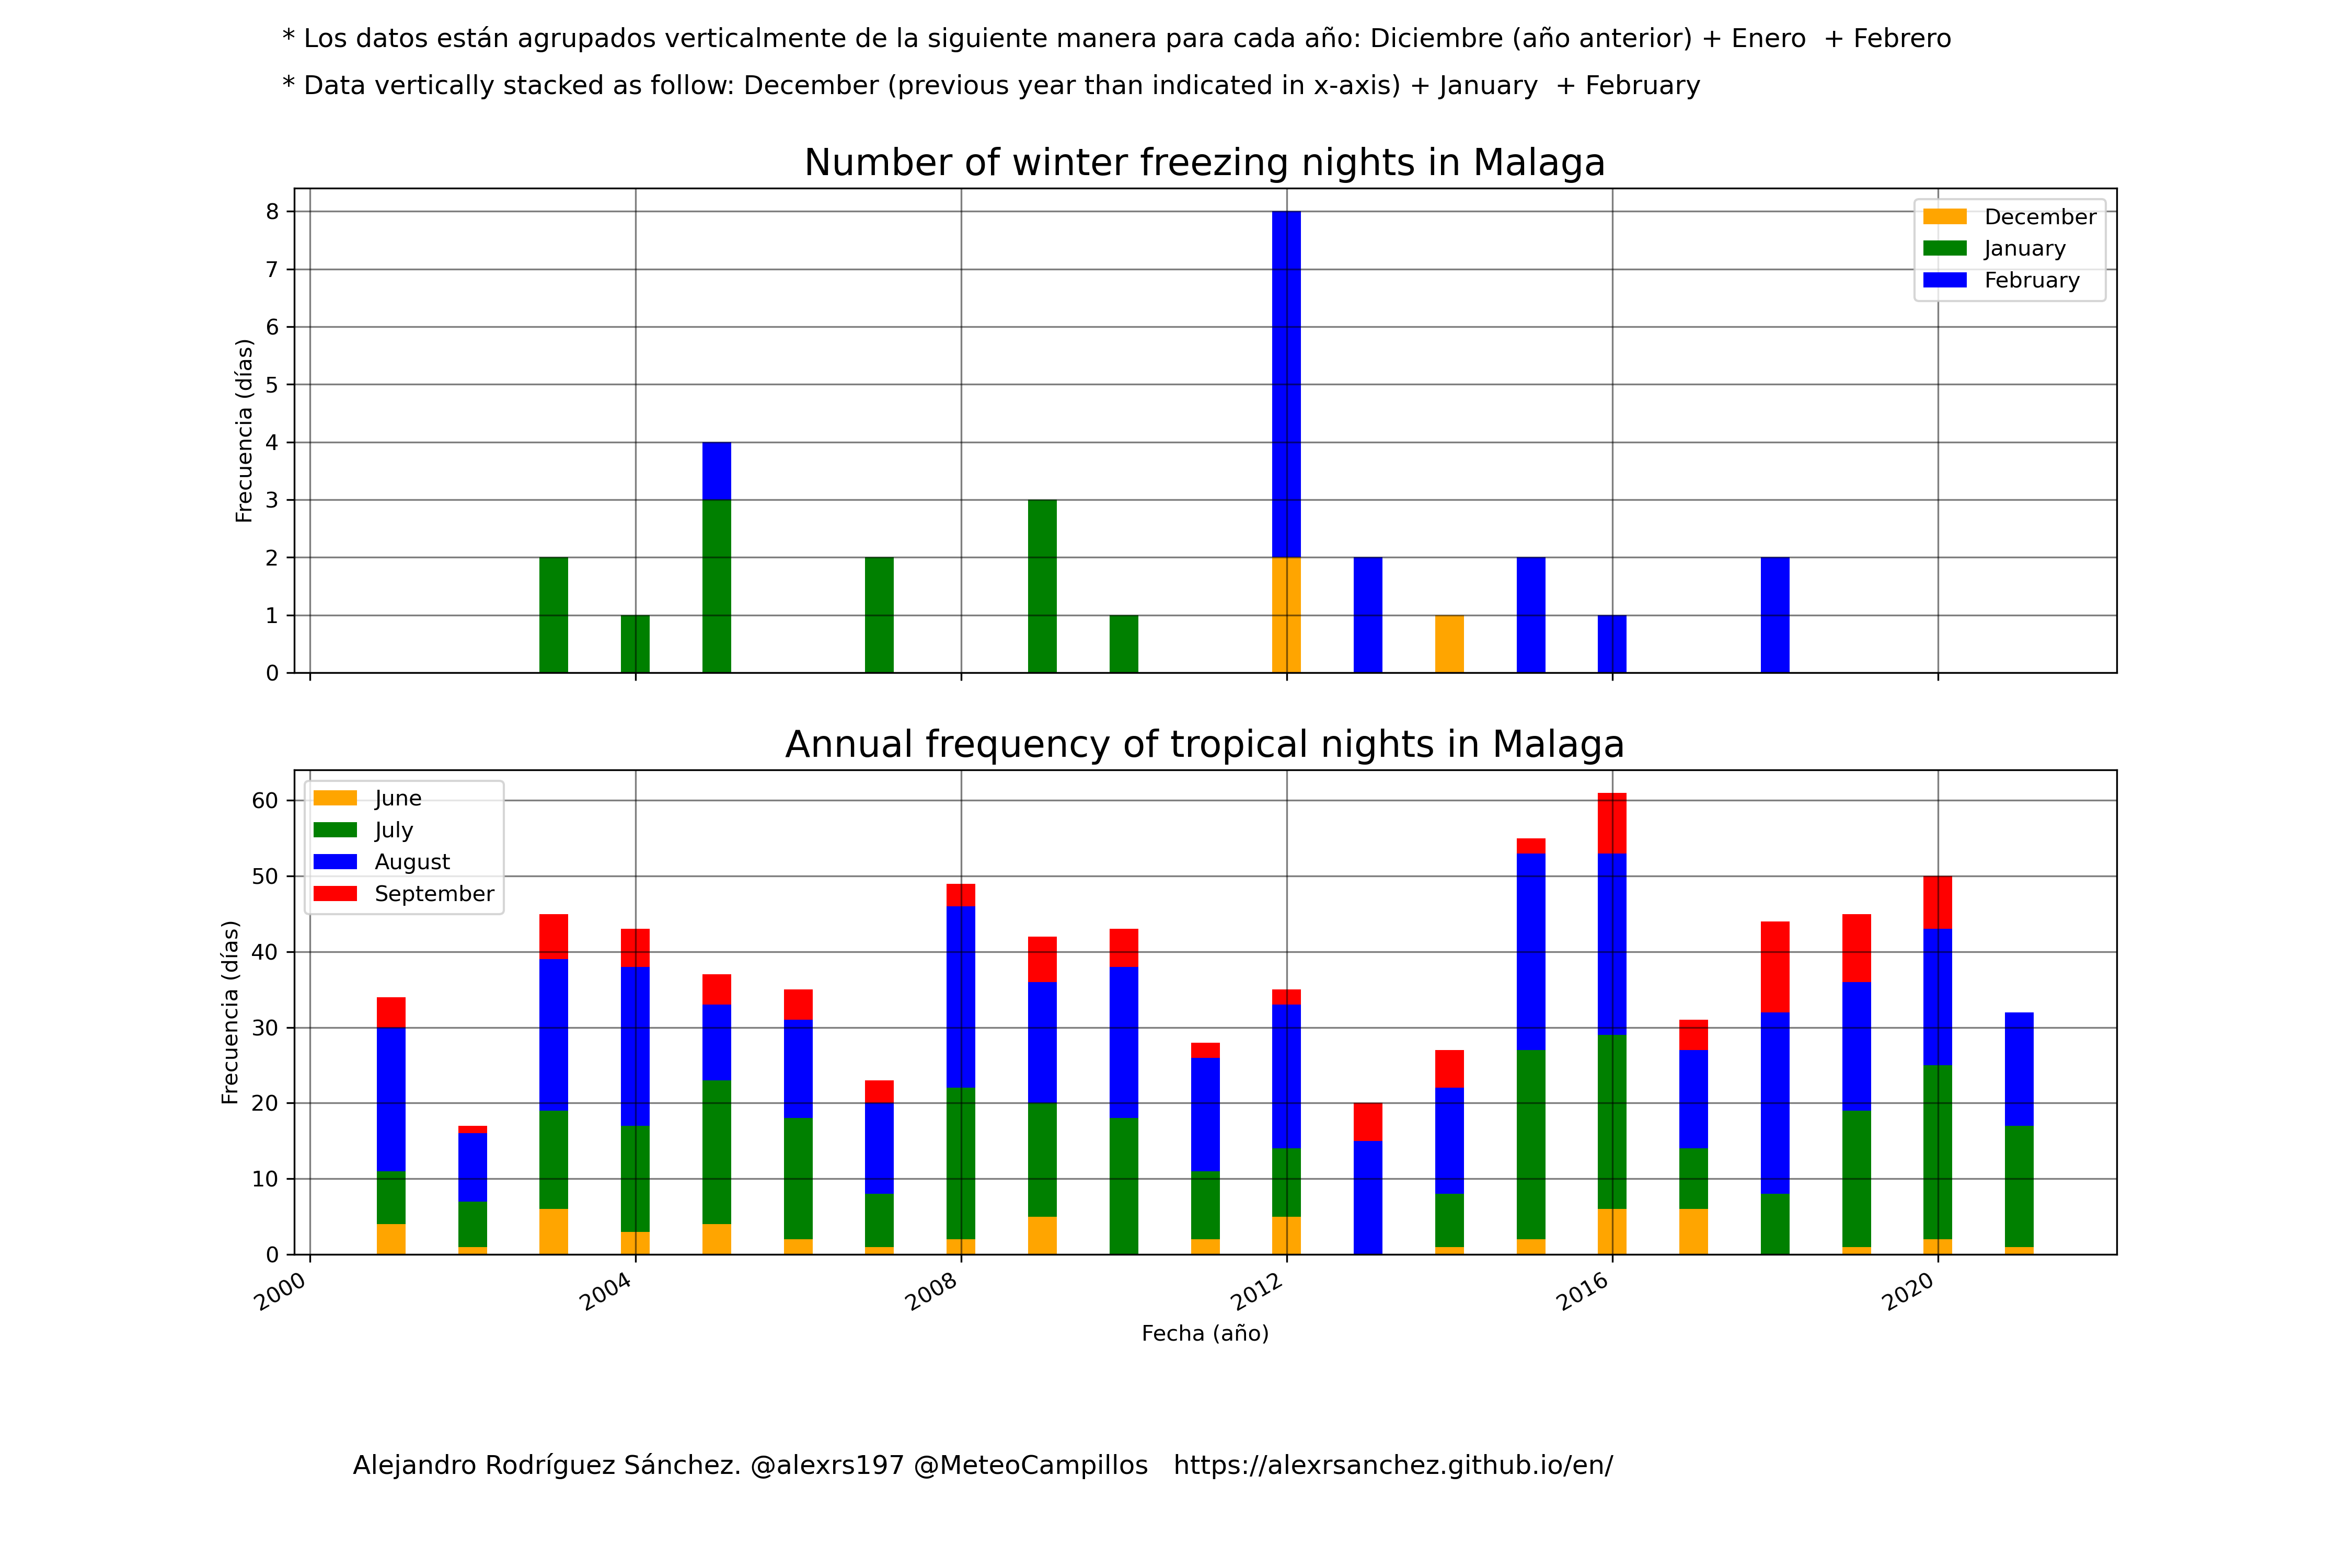 * Los datos están agrupados verticalmente de la siguiente manera para cada año: Diciembre (año anterior) + Enero  + Febrero
* Data vertically stacked as follow: December (previous year than indicated in x-axis) + January  + February
Number of winter freezing nights in Malaga
8
7
6
5
4
3
2
1
0
Frecuencia (días)
December
January
February
Annual frequency of tropical nights in Malaga
60
50
40
30
20
10
0
Frecuencia (días)
June
July
August
September
2000
2004
2008
2012
2016
2020
Fecha (año)
Alejandro Rodríguez Sánchez. @alexrs197 @MeteoCampillos   https://alexrsanchez.github.io/en/